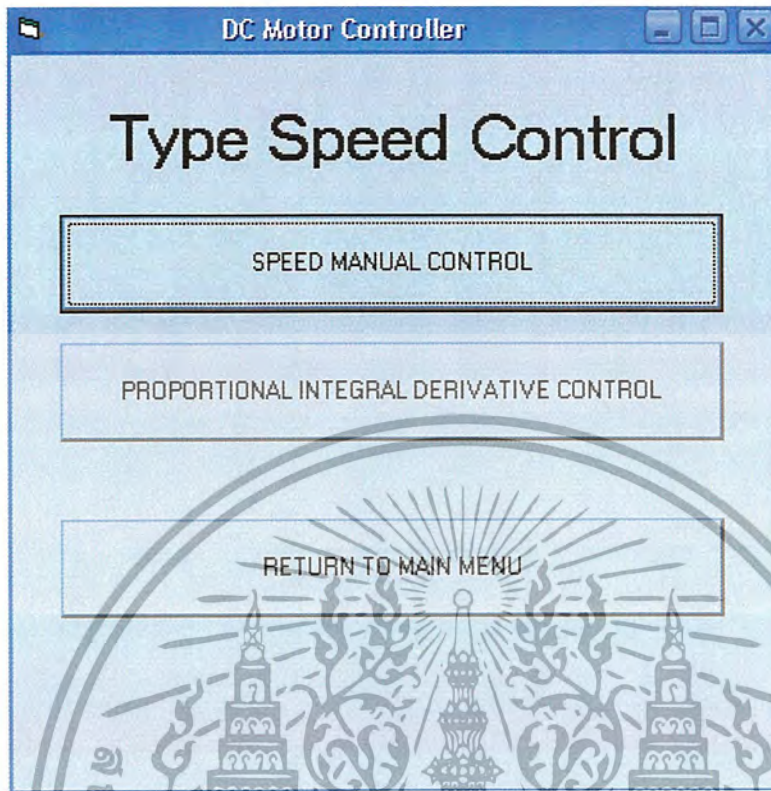 DC Motor Controller
Type Speed Control
SPEED MANUAL CONTROL
PROPORTIONAL INTEGRAL DERIVATIVE CONTROL
RETURN TO MAIN MENU